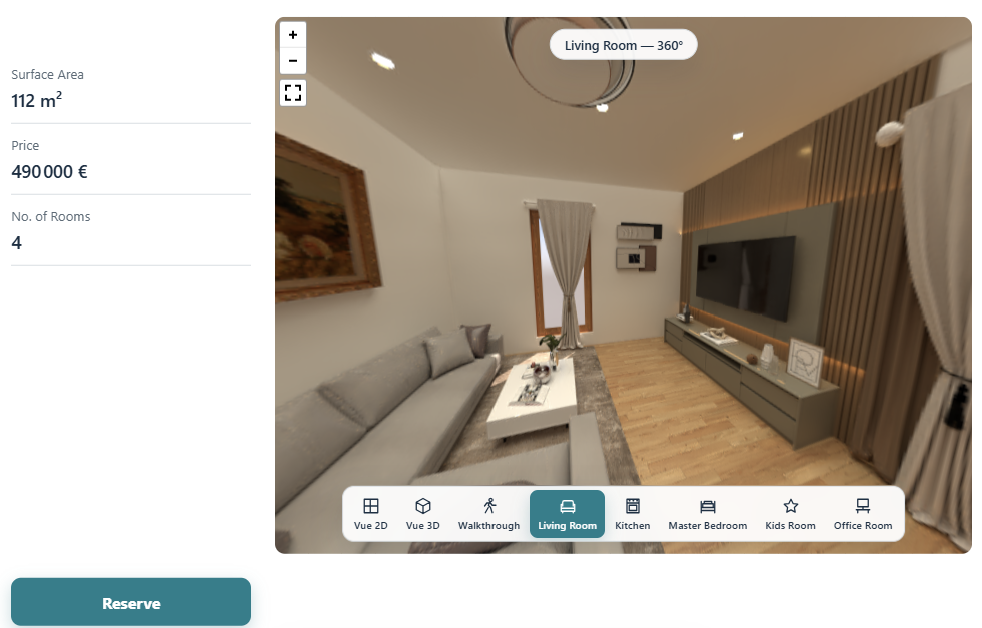 Surface Area
112 m²
Price
490 000 €
No. of Rooms
4
Reserve
+
−
Living Room — 360°
Vue 2D
Vue 3D
Walkthrough
Living Room
Kitchen
Master Bedroom
Kids Room
Office Room